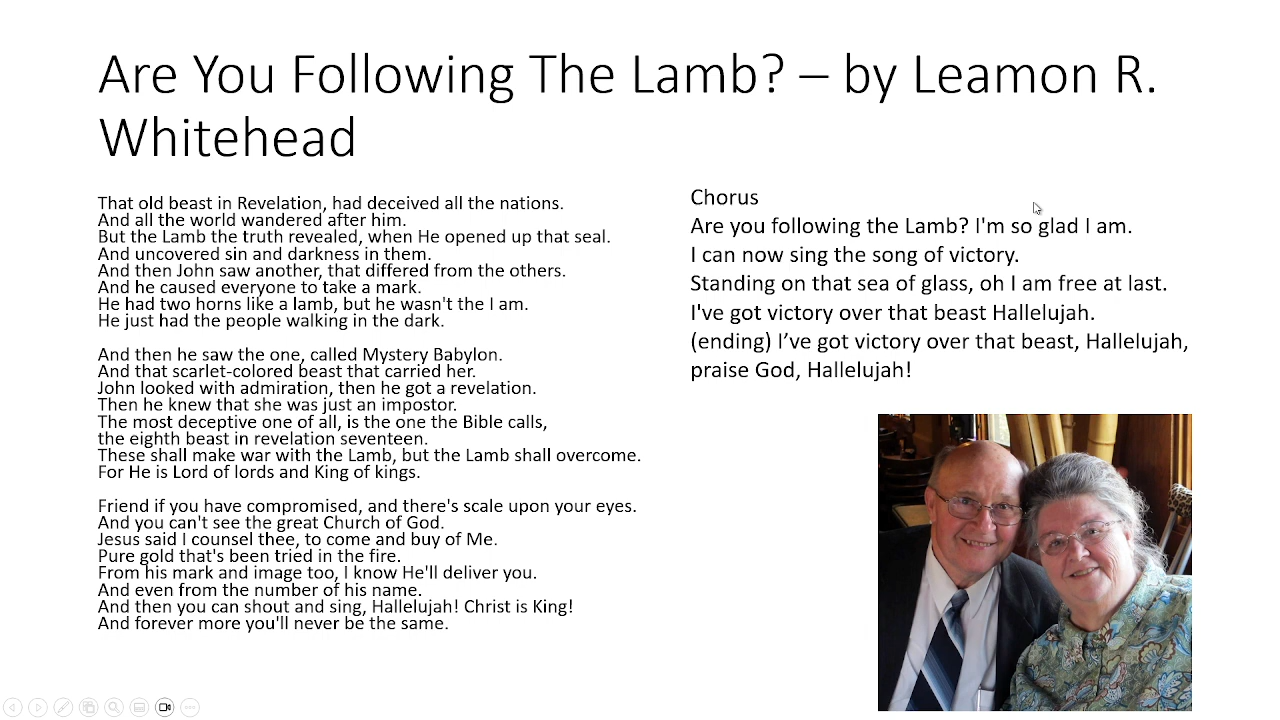 Are You Following The Lamb? – by Leamon R.
Whitehead
That old beast in Revelation, had deceived all the nations.
And all the world wandered after him.
But the Lamb the truth revealed, when He opened up that seal.
And uncovered sin and darkness in them.
And then John saw another, that differed from the others.
And he caused everyone to take a mark.
He had two horns like a lamb, but he wasn't the I am.
He just had the people walking in the dark.
And then he saw the one, called Mystery Babylon.
And that scarlet-colored beast that carried her.
John looked with admiration, then he got a revelation.
Then he knew that she was just an impostor.
The most deceptive one of all, is the one the Bible calls,
the eighth beast in revelation seventeen.
These shall make war with the Lamb, but the Lamb shall overcome.
For He is Lord of lords and King of kings.
Friend if you have compromised, and there's scale upon your eyes.
And you can't see the great Church of God.
Jesus said I counsel thee, to come and buy of Me.
Pure gold that's been tried in the fire.
From his mark and image too, I know He'll deliver you.
And even from the number of his name.
And then you can shout and sing, Hallelujah! Christ is King!
And forever more you'll never be the same.
Chorus
Are you following the Lamb? I'm so glad I am.
I can now sing the song of victory.
Standing on that sea of glass, oh I am free at last.
I've got victory over that beast Hallelujah.
(ending) I’ve got victory over that beast, Hallelujah,
praise God, Hallelujah!